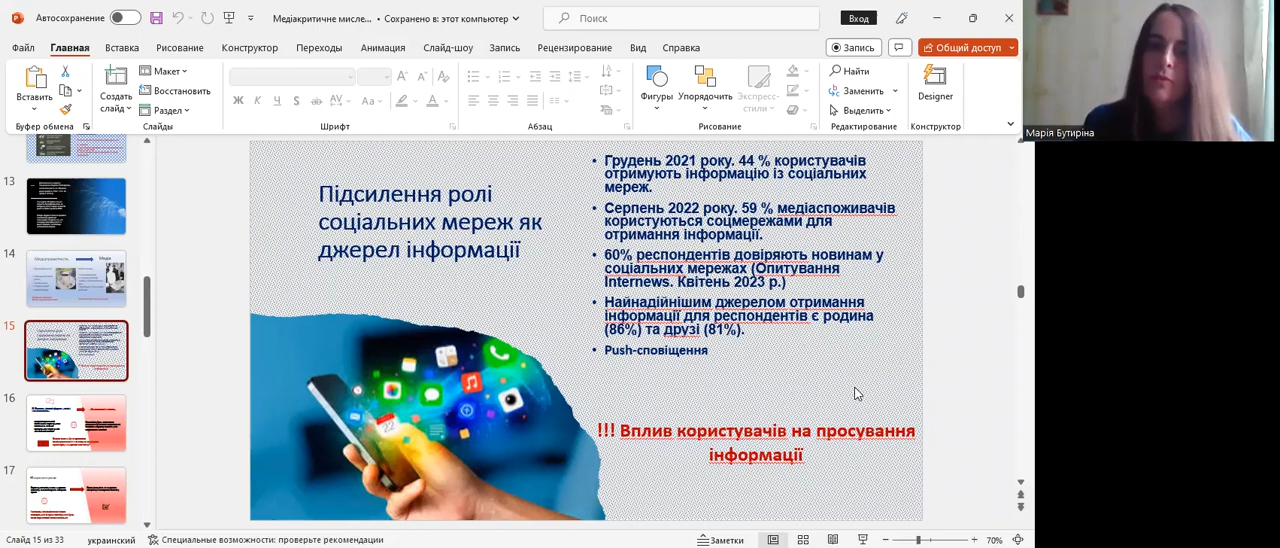 Автосохранение
Медіакритичне мисле... • Сохранено в: этот компьютер
Поиск
Вход
Файл Главная Вставка Рисование Конструктор Переходы Анимация Слайд-шоу Запись Рецензирование Вид Справка
Запись
Общий доступ
Вставить
Буфер обмена
Создать слайд
Макет
Восстановить
Раздел
Слайды
Ж К Ч S ab AV Aa А
Шрифт
Абзац
Фигуры
Упорядочить
Экспресс-стили
Рисование
Найти
Заменить
Выделить
Редактирование
Designer
Конструктор
Марія Бутиріна
13
14
15
16
17
Підсилення ролі
соціальних мереж як
джерел інформації
• Грудень 2021 року. 44 % користувачів
отримують інформацію із соціальних
мереж.
• Серпень 2022 року. 59 % медіаспоживачів
користуються соцмережами для
отримання інформації.
• 60% респондентів довіряють новинам у
соціальних мережах (Опитування
Internews. Квітень 2023 р.)
• Найнадійнішим джерелом отримання
інформації для респондентів є родина
(86%) та друзі (81%).
• Push-сповіщення
!!! Вплив користувачів на просування
інформації
22
Слайд 15 из 33
украинский
Специальные возможности: проверьте рекомендации
Заметки
70%